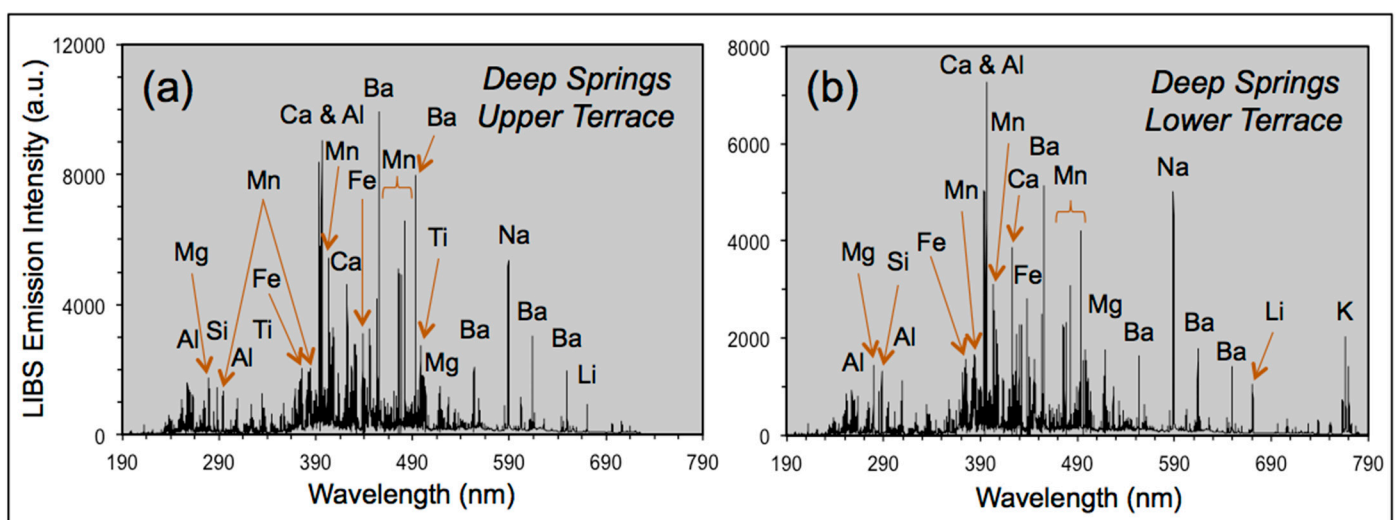 LIBS Emission Intensity (a.u.)
12000
8000
4000
0
(a)
Deep Springs
Upper Terrace
Ba
Ca & Al
Ba
Mn
Mn
Fe
Mn
Mg
Ca
Ti
Na
Fe
Al
Si
Ti
Al
Mg
Ba
Ba
Ba
Li
190
290
390
490
590
690
790
Wavelength (nm)
8000
6000
4000
2000
0
(b)
Deep Springs
Lower Terrace
Ca & Al
Mn
Ba
Mn
Na
Mn
Ca
Mg
Si
Fe
Fe
Al
Al
Mg
Ba
Ba
Ba
Li
K
190
290
390
490
590
690
790
Wavelength (nm)